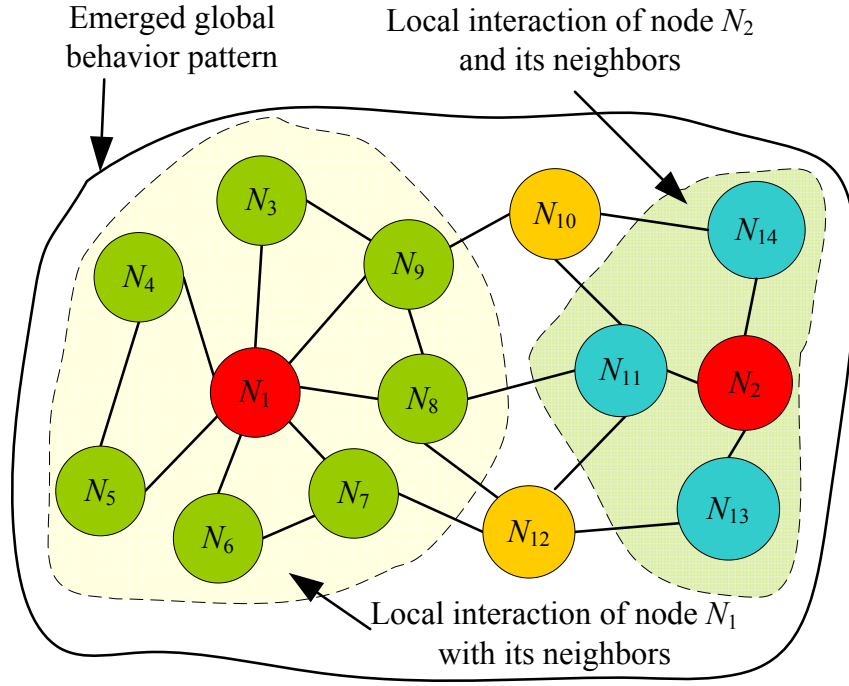 Emerged global
behavior pattern
Local interaction of node N₂
and its neighbors
N₃
N₁₀
N₁₄
N₉
N₄
N₁₁
N₂
N₁
N₈
N₅
N₇
N₁₃
N₆
N₁₂
Local interaction of node N₁
with its neighbors